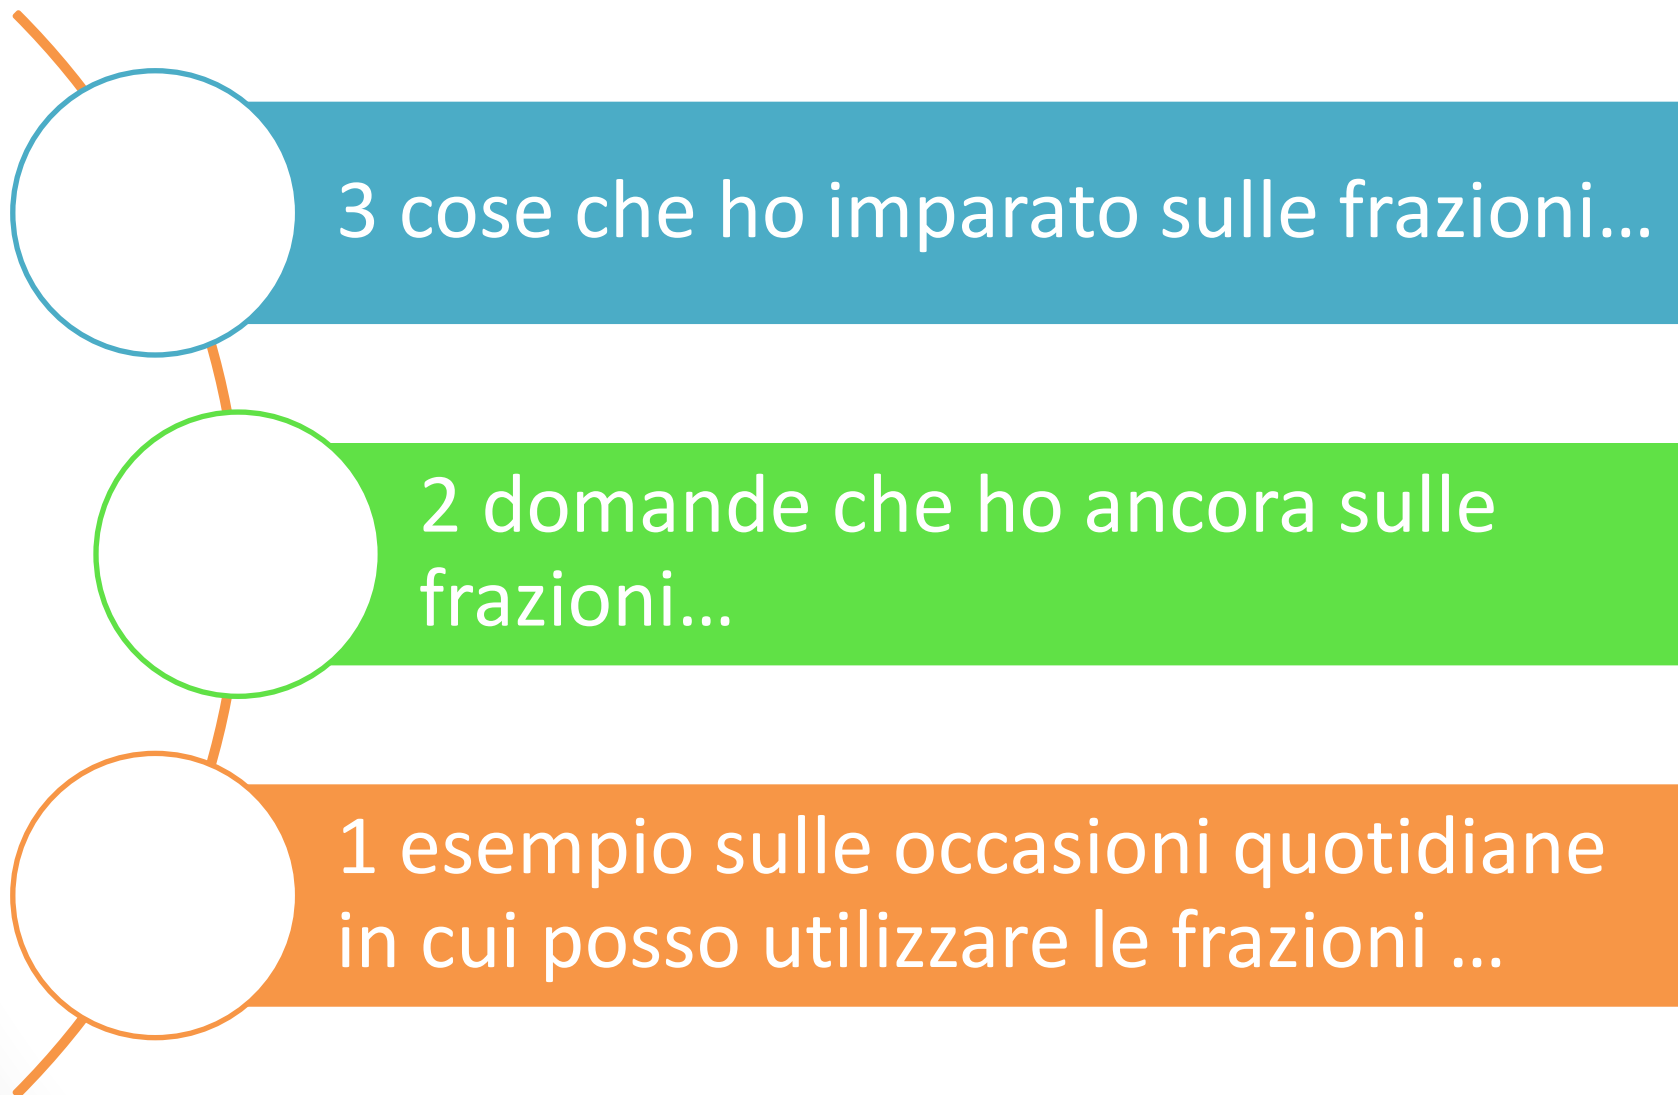 3 cose che ho imparato sulle frazioni…
2 domande che ho ancora sulle
frazioni…
1 esempio sulle occasioni quotidiane
in cui posso utilizzare le frazioni …